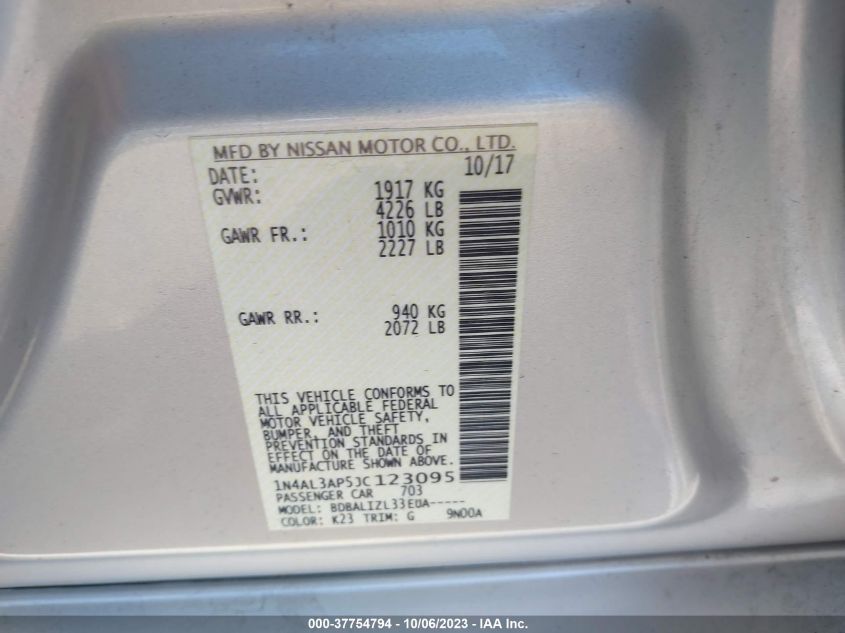 MFD BY NISSAN MOTOR CO., LTD.
DATE: 10/17
GVWR: 1917 KG
4226 LB
GAWR FR.: 1010 KG
2227 LB
GAWR RR.: 940 KG
2072 LB
THIS VEHICLE CONFORMS TO
ALL APPLICABLE FEDERAL
MOTOR VEHICLE SAFETY,
BUMPER, AND THEFT
PREVENTION STANDARDS IN
EFFECT ON THE DATE OF
MANUFACTURE SHOWN ABOVE.
1N4AL3AP5JC123095
PASSENGER CAR 703
MODEL: BDBALIZL33EUA-----
COLOR: K23 TRIM: G 9N00A
000-37754794 - 10/06/2023 - IAA Inc.